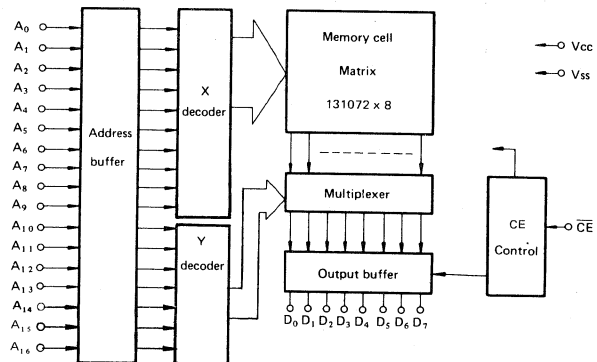 A₀
A₁
A₂
A₃
A₄
A₅
A₆
A₇
A₈
A₉
A₁₀
A₁₁
A₁₂
A₁₃
A₁₄
A₁₅
A₁₆
Address
buffer
X
decoder
Y
decoder
Memory cell
Matrix
131072 x 8
Multiplexer
Output buffer
D₀ D₁ D₂ D₃ D₄ D₅ D₆ D₇
Vcc
Vss
CE
Control
C̅E̅